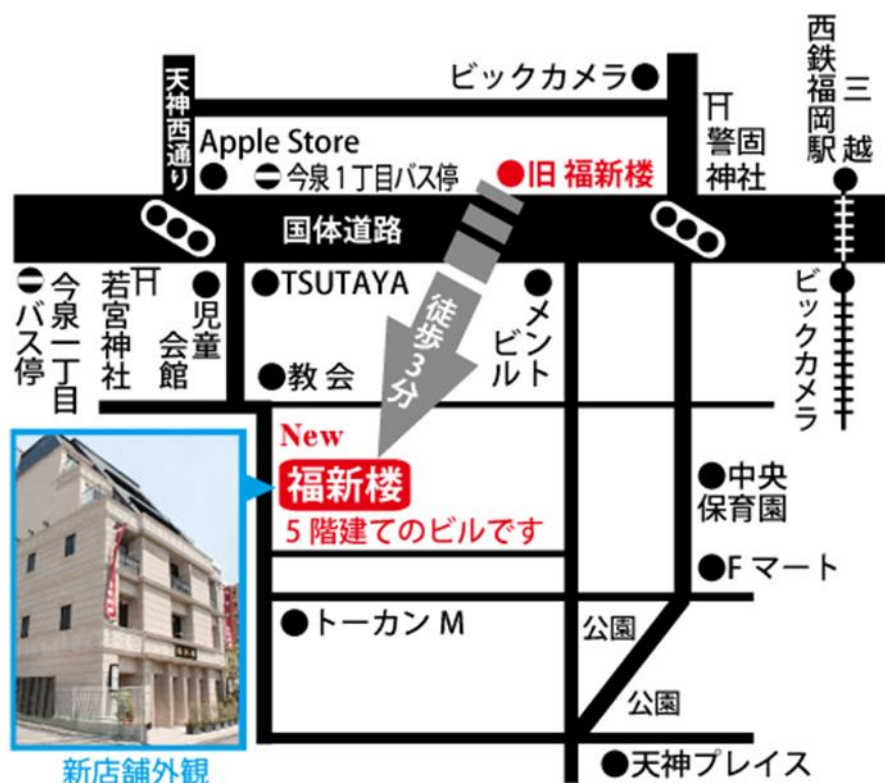 ビックカメラ
西鉄福岡駅
三越
天神西通り
Apple Store
今泉1丁目バス停
旧 福新楼
警固
神社
国体道路
今泉一丁目
バス停
若宮神社
児童
会館
TSUTAYA
徒歩3分
メント
ビル
ビックカメラ
教会
New
福新楼
5階建てのビルです
中央
保育園
Fマート
トーカンM
公園
公園
天神プレイス
新店舗外観